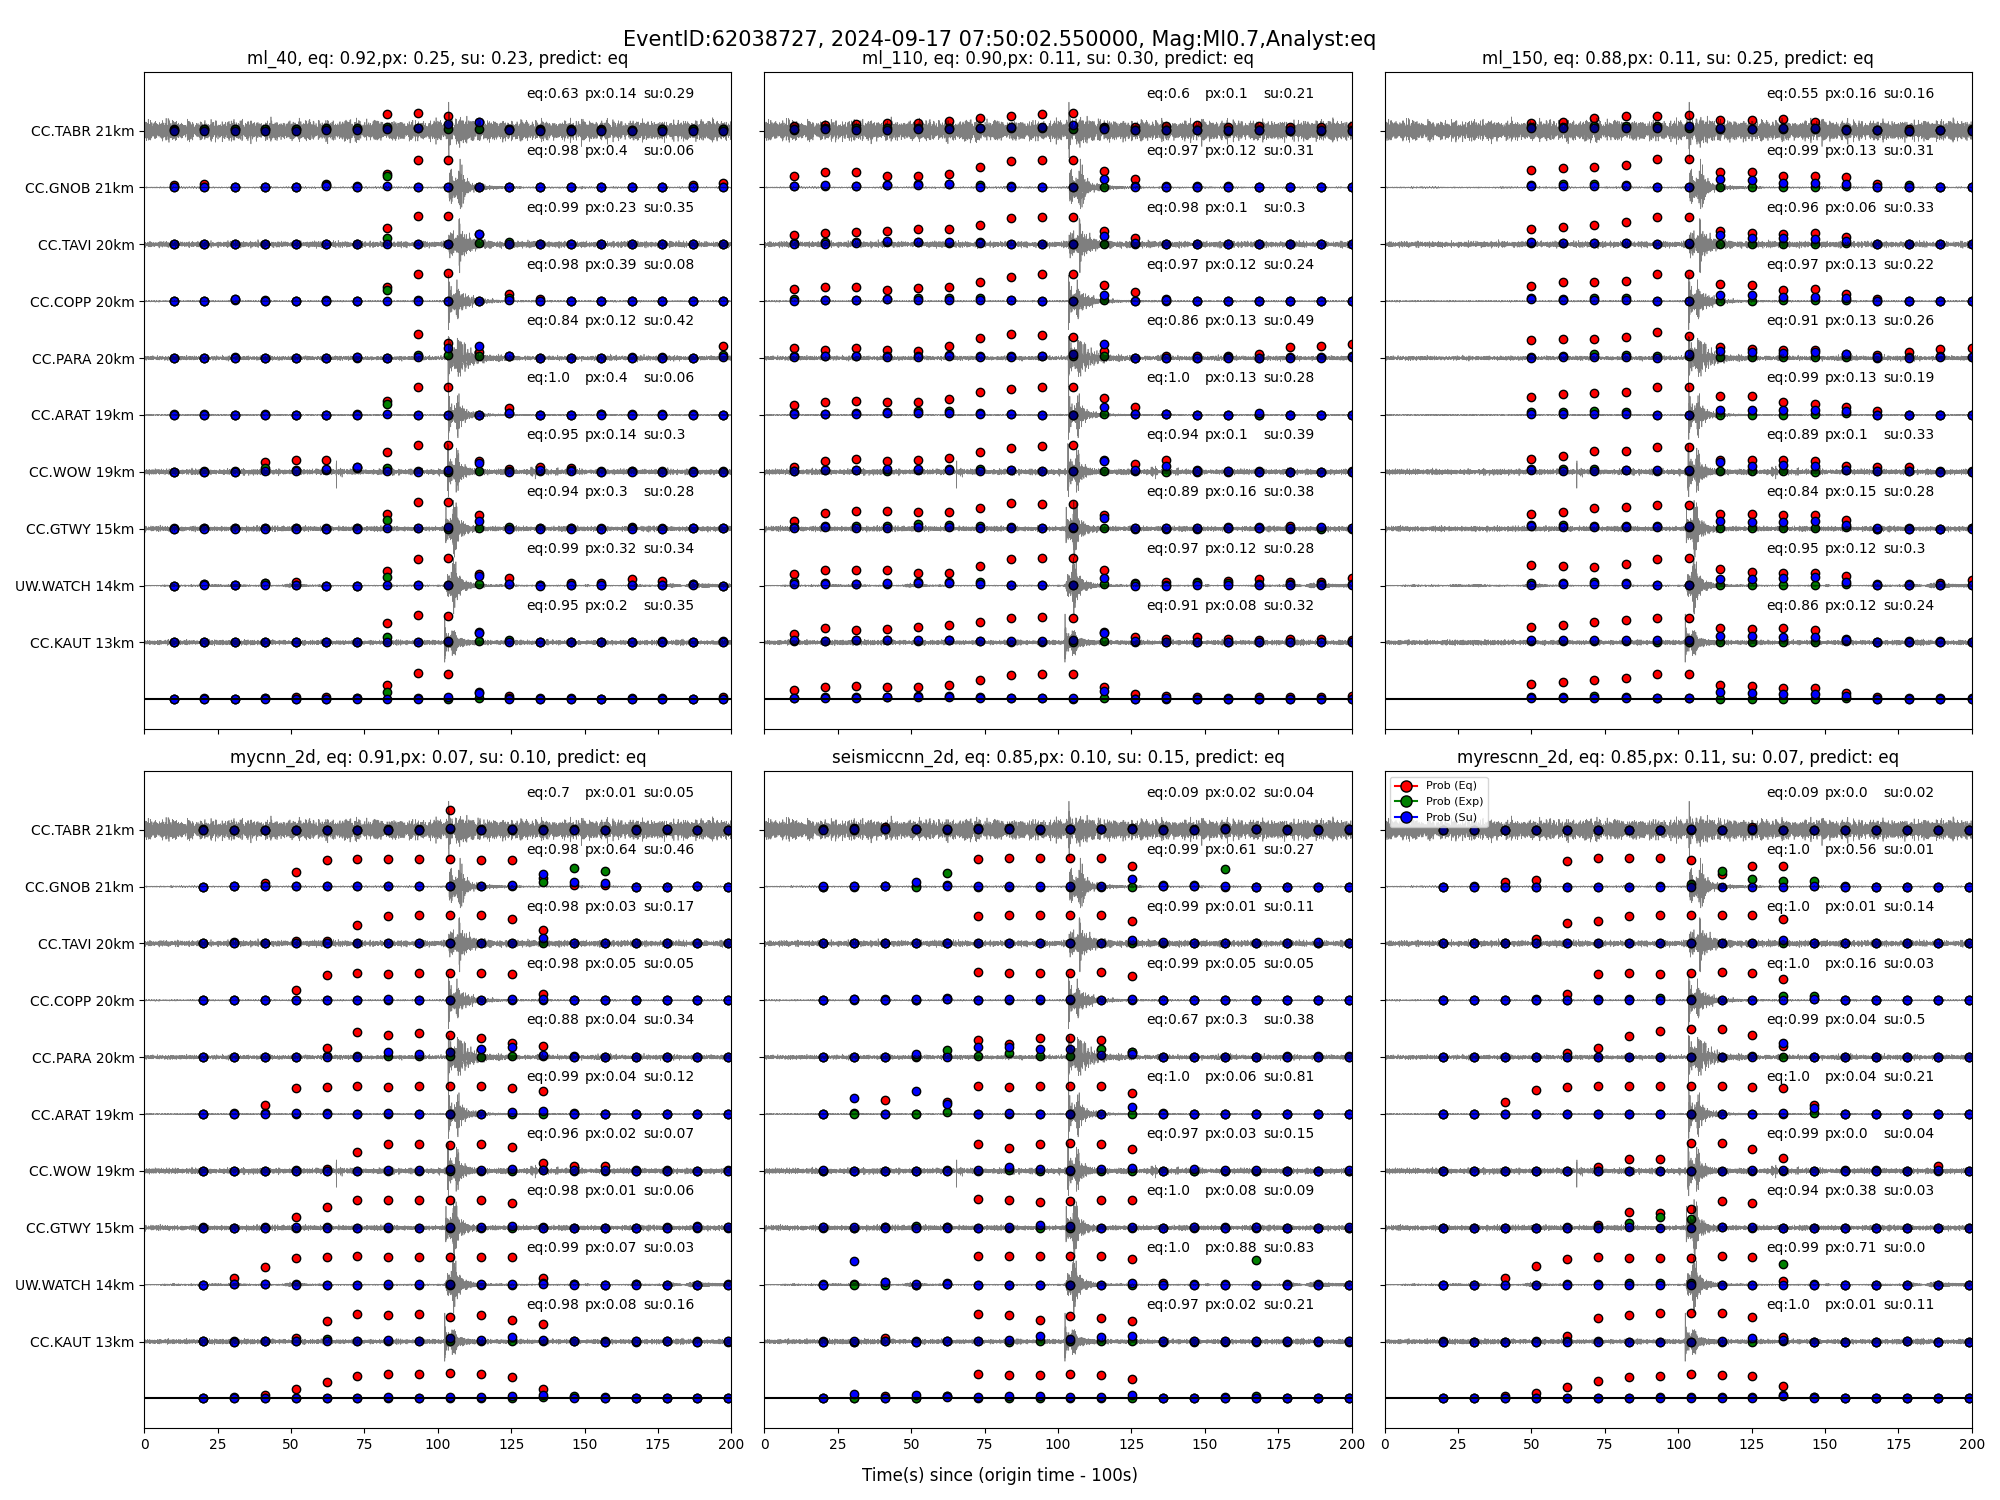 EventID:62038727, 2024-09-17 07:50:02.550000, Mag:Ml0.7,Analyst:eq
ml_40, eq: 0.92,px: 0.25, su: 0.23, predict: eq
eq:0.63 px:0.14 su:0.29
CC.TABR 21km
eq:0.98 px:0.4 su:0.06
CC.GNOB 21km
eq:0.99 px:0.23 su:0.35
CC.TAVI 20km
eq:0.98 px:0.39 su:0.08
CC.COPP 20km
eq:0.84 px:0.12 su:0.42
CC.PARA 20km
eq:1.0 px:0.4 su:0.06
CC.ARAT 19km
eq:0.95 px:0.14 su:0.3
CC.WOW 19km
eq:0.94 px:0.3 su:0.28
CC.GTWY 15km
eq:0.99 px:0.32 su:0.34
UW.WATCH 14km
eq:0.95 px:0.2 su:0.35
CC.KAUT 13km
ml_110, eq: 0.90,px: 0.11, su: 0.30, predict: eq
eq:0.6 px:0.1 su:0.21
eq:0.97 px:0.12 su:0.31
eq:0.98 px:0.1 su:0.3
eq:0.97 px:0.12 su:0.24
eq:0.86 px:0.13 su:0.49
eq:1.0 px:0.13 su:0.28
eq:0.94 px:0.1 su:0.39
eq:0.89 px:0.16 su:0.38
eq:0.97 px:0.12 su:0.28
eq:0.91 px:0.08 su:0.32
ml_150, eq: 0.88,px: 0.11, su: 0.25, predict: eq
eq:0.55 px:0.16 su:0.16
eq:0.99 px:0.13 su:0.31
eq:0.96 px:0.06 su:0.33
eq:0.97 px:0.13 su:0.22
eq:0.91 px:0.13 su:0.26
eq:0.99 px:0.13 su:0.19
eq:0.89 px:0.1 su:0.33
eq:0.84 px:0.15 su:0.28
eq:0.95 px:0.12 su:0.3
eq:0.86 px:0.12 su:0.24
mycnn_2d, eq: 0.91,px: 0.07, su: 0.10, predict: eq
eq:0.7 px:0.01 su:0.05
CC.TABR 21km
eq:0.98 px:0.64 su:0.46
CC.GNOB 21km
eq:0.98 px:0.03 su:0.17
CC.TAVI 20km
eq:0.98 px:0.05 su:0.05
CC.COPP 20km
eq:0.88 px:0.04 su:0.34
CC.PARA 20km
eq:0.99 px:0.04 su:0.12
CC.ARAT 19km
eq:0.96 px:0.02 su:0.07
CC.WOW 19km
eq:0.98 px:0.01 su:0.06
CC.GTWY 15km
eq:0.99 px:0.07 su:0.03
UW.WATCH 14km
eq:0.98 px:0.08 su:0.16
CC.KAUT 13km
0 25 50 75 100 125 150 175 200
seismiccnn_2d, eq: 0.85,px: 0.10, su: 0.15, predict: eq
eq:0.09 px:0.02 su:0.04
eq:0.99 px:0.61 su:0.27
eq:0.99 px:0.01 su:0.11
eq:0.99 px:0.05 su:0.05
eq:0.67 px:0.3 su:0.38
eq:1.0 px:0.06 su:0.81
eq:0.97 px:0.03 su:0.15
eq:1.0 px:0.08 su:0.09
eq:1.0 px:0.88 su:0.83
eq:0.97 px:0.02 su:0.21
0 25 50 75 100 125 150 175 200
myrescnn_2d, eq: 0.85,px: 0.11, su: 0.07, predict: eq
Prob (Eq)
Prob (Exp)
Prob (Su)
eq:0.09 px:0.0 su:0.02
eq:1.0 px:0.56 su:0.01
eq:1.0 px:0.01 su:0.14
eq:1.0 px:0.16 su:0.03
eq:0.99 px:0.04 su:0.5
eq:1.0 px:0.04 su:0.21
eq:0.99 px:0.0 su:0.04
eq:0.94 px:0.38 su:0.03
eq:0.99 px:0.71 su:0.0
eq:1.0 px:0.01 su:0.11
0 25 50 75 100 125 150 175 200
Time(s) since (origin time - 100s)